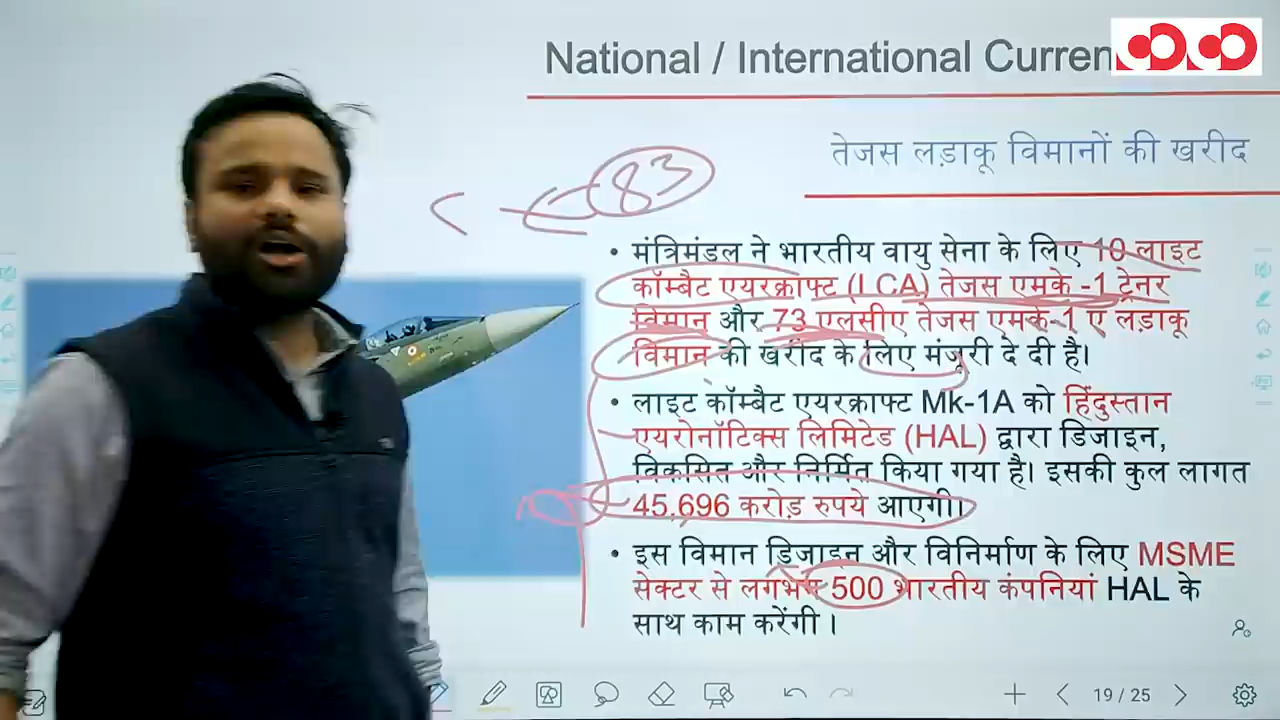 National / International Curren
तेजस लड़ाकू विमानों की खरीद
83
• मंत्रिमंडल ने भारतीय वायु सेना के लिए 10 लाइट
कॉम्बैट एयरक्राफ्ट (LCA) तेजस एमके -1 ट्रेनर
विमान और 73 एलसीए तेजस एमके-1 ए लड़ाकू
विमान की खरीद के लिए मंजूरी दे दी है।
• लाइट कॉम्बैट एयरक्राफ्ट Mk-1A को हिंदुस्तान
एयरोनॉटिक्स लिमिटेड (HAL) द्वारा डिजाइन,
विकसित और निर्मित किया गया है। इसकी कुल लागत
45,696 करोड़ रुपये आएगी।
• इस विमान डिजाइन और विनिर्माण के लिए MSME
सेक्टर से लगभग 500 भारतीय कंपनियां HAL के
साथ काम करेंगी ।
19 / 25